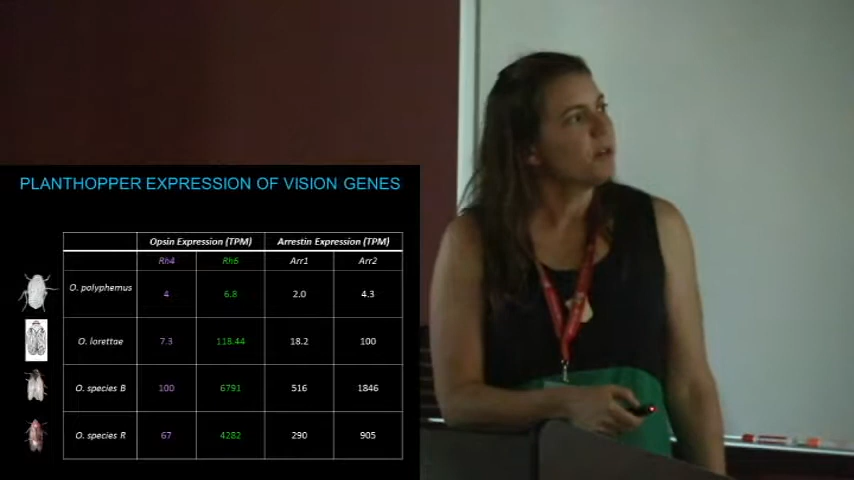 PLANTHOPPER EXPRESSION OF VISION GENES
Opsin Expression (TPM) Arrestin Expression (TPM)
Rh4 Rh6 Arr1 Arr2
O. polyphemus 4 6.8 2.0 4.3
O. lorettae 7.3 118.44 18.2 100
O. species B 100 6791 516 1846
O. species R 67 4282 290 905